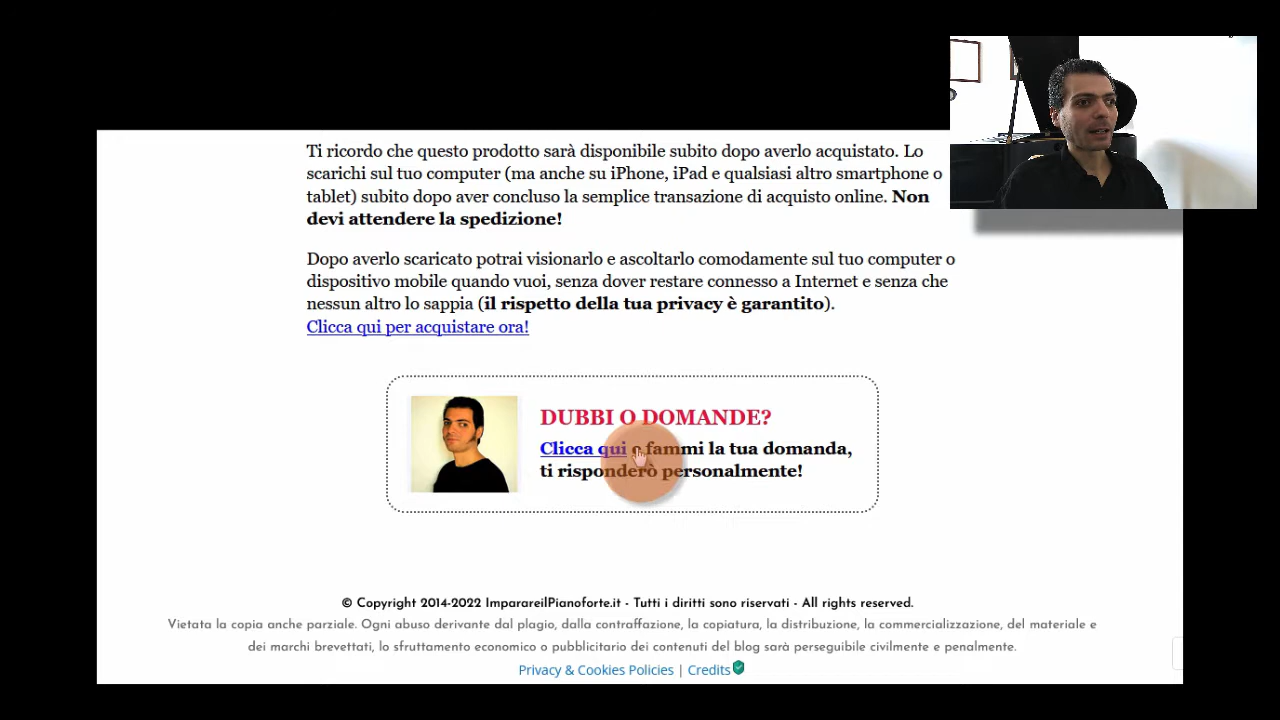 Ti ricordo che questo prodotto sarà disponibile subito dopo averlo acquistato. Lo
scarichi sul tuo computer (ma anche su iPhone, iPad e qualsiasi altro smartphone o
tablet) subito dopo aver concluso la semplice transazione di acquisto online. Non
devi attendere la spedizione!
Dopo averlo scaricato potrai visionarlo e ascoltarlo comodamente sul tuo computer o
dispositivo mobile quando vuoi, senza dover restare connesso a Internet e senza che
nessun altro lo sappia (il rispetto della tua privacy è garantito).
Clicca qui per acquistare ora!
DUBBI O DOMANDE?
Clicca qui e fammi la tua domanda,
ti risponderò personalmente!
© Copyright 2014-2022 ImparareilPianoforte.it - Tutti i diritti sono riservati - All rights reserved.
Vietata la copia anche parziale. Ogni abuso derivante dal plagio, dalla contraffazione, la copiatura, la distribuzione, la commercializzazione, del materiale e
dei marchi brevettati, lo sfruttamento economico o pubblicitario dei contenuti del blog sarà perseguibile civilmente e penalmente.
Privacy & Cookies Policies | Credits